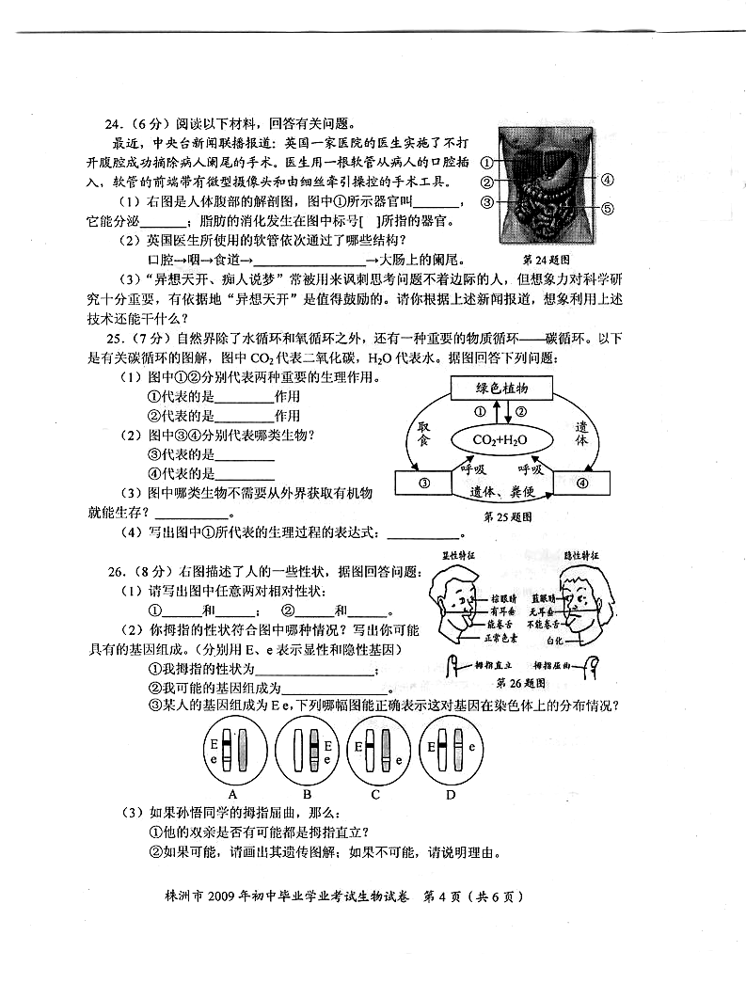 24.（6 分）阅读以下材料，回答有关问题。
最近，中央台新闻联播报道：英国一家医院的医生实施了不打
开腹腔成功摘除病人阑尾的手术。医生用一根软管从病人的口腔插
入，软管的前端带有微型摄像头和由细丝牵引操控的手术工具。
（1）右图是人体腹部的解剖图，图中①所示器官叫_______，
它能分泌_______；脂肪的消化发生在图中标号[ ]所指的器官。
（2）英国医生所使用的软管依次通过了哪些结构？
口腔→咽→食道→________________→大肠上的阑尾。
①
②
③
④
⑤
第 24 题图
（3）“异想天开、痴人说梦”常被用来讽刺思考问题不着边际的人，但想象力对科学研
究十分重要，有依据地“异想天开”是值得鼓励的。请你根据上述新闻报道，想象利用上述
技术还能干什么？
25.（7 分）自然界除了水循环和氧循环之外，还有一种重要的物质循环——碳循环。以下
是有关碳循环的图解，图中 CO₂ 代表二氧化碳，H₂O 代表水。据图回答下列问题：
（1）图中①②分别代表两种重要的生理作用。
①代表的是_________作用
②代表的是_________作用
（2）图中③④分别代表哪类生物？
③代表的是_________
④代表的是_________
（3）图中哪类生物不需要从外界获取有机物
就能生存？___________。
（4）写出图中①所代表的生理过程的表达式：___________。
绿色植物
① ②
取食
遗体
CO₂+H₂O
呼吸 呼吸
③ ④
遗体、粪便
第 25 题图
26.（8 分）右图描述了人的一些性状，据图回答问题：
（1）请写出图中任意两对相对性状：
①______和______； ②______和______。
（2）你拇指的性状符合图中哪种情况？写出你可能
具有的基因组成。（分别用 E、e 表示显性和隐性基因）
①我拇指的性状为__________________；
②我可能的基因组成为________________。
显性特征 隐性特征
棕眼睛 蓝眼睛
有耳垂 无耳垂
能卷舌 不能卷舌
正常色素 白化
拇指直立 拇指屈曲
第 26 题图
③某人的基因组成为 E e，下列哪幅图能正确表示这对基因在染色体上的分布情况？
E E E E e
e e e
A B C D
（3）如果孙悟同学的拇指屈曲，那么：
①他的双亲是否有可能都是拇指直立？
②如果可能，请画出其遗传图解；如果不可能，请说明理由。
株洲市 2009 年初中毕业学业考试生物试卷 第 4 页（共 6 页）